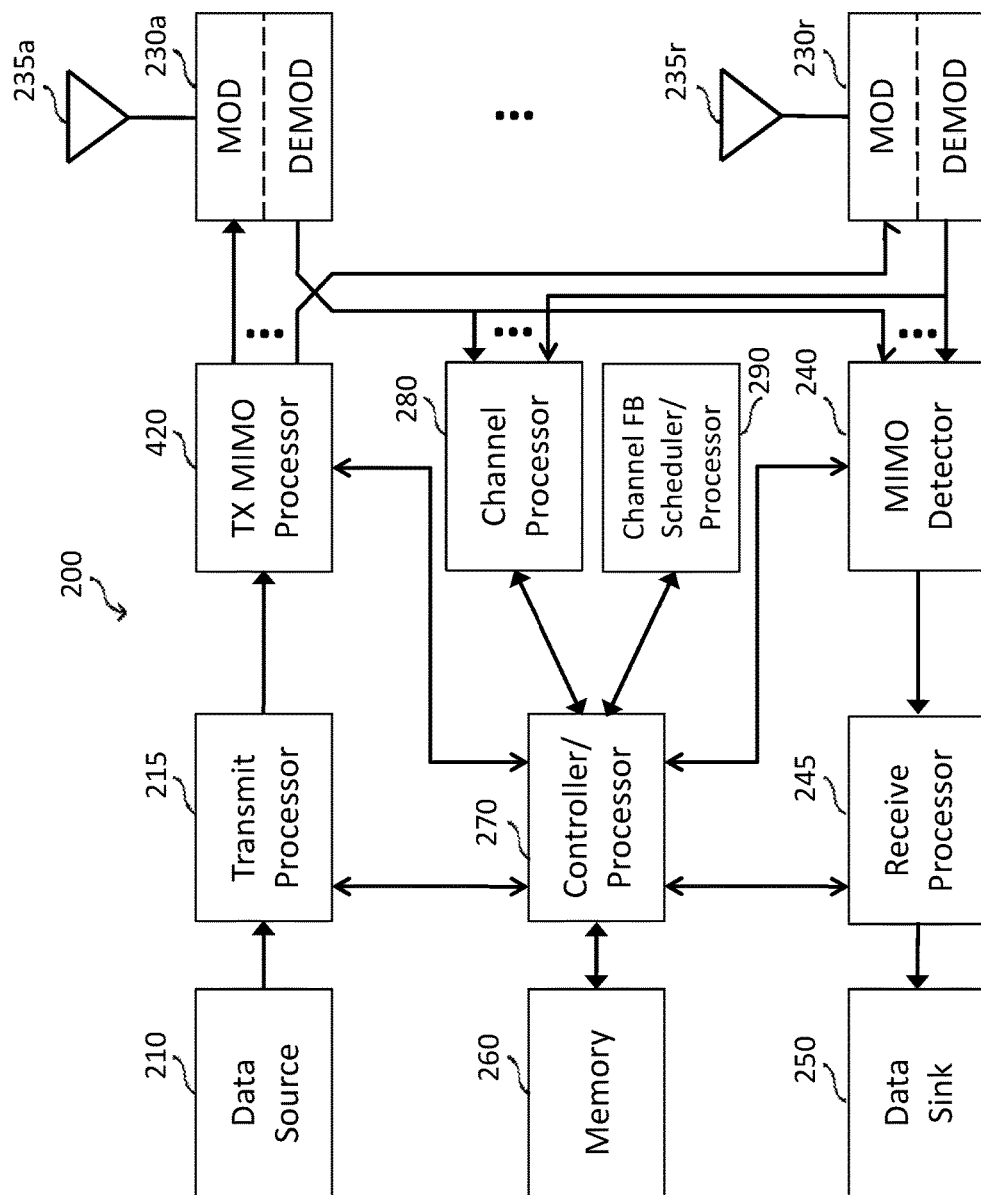 200
210
Data
Source
215
Transmit
Processor
420
TX MIMO
Processor
235a
230a
MOD
DEMOD
260
Memory
270
Controller/
Processor
280
Channel
Processor
Channel FB
Scheduler/
Processor
290
250
Data
Sink
245
Receive
Processor
240
MIMO
Detector
235r
230r
MOD
DEMOD